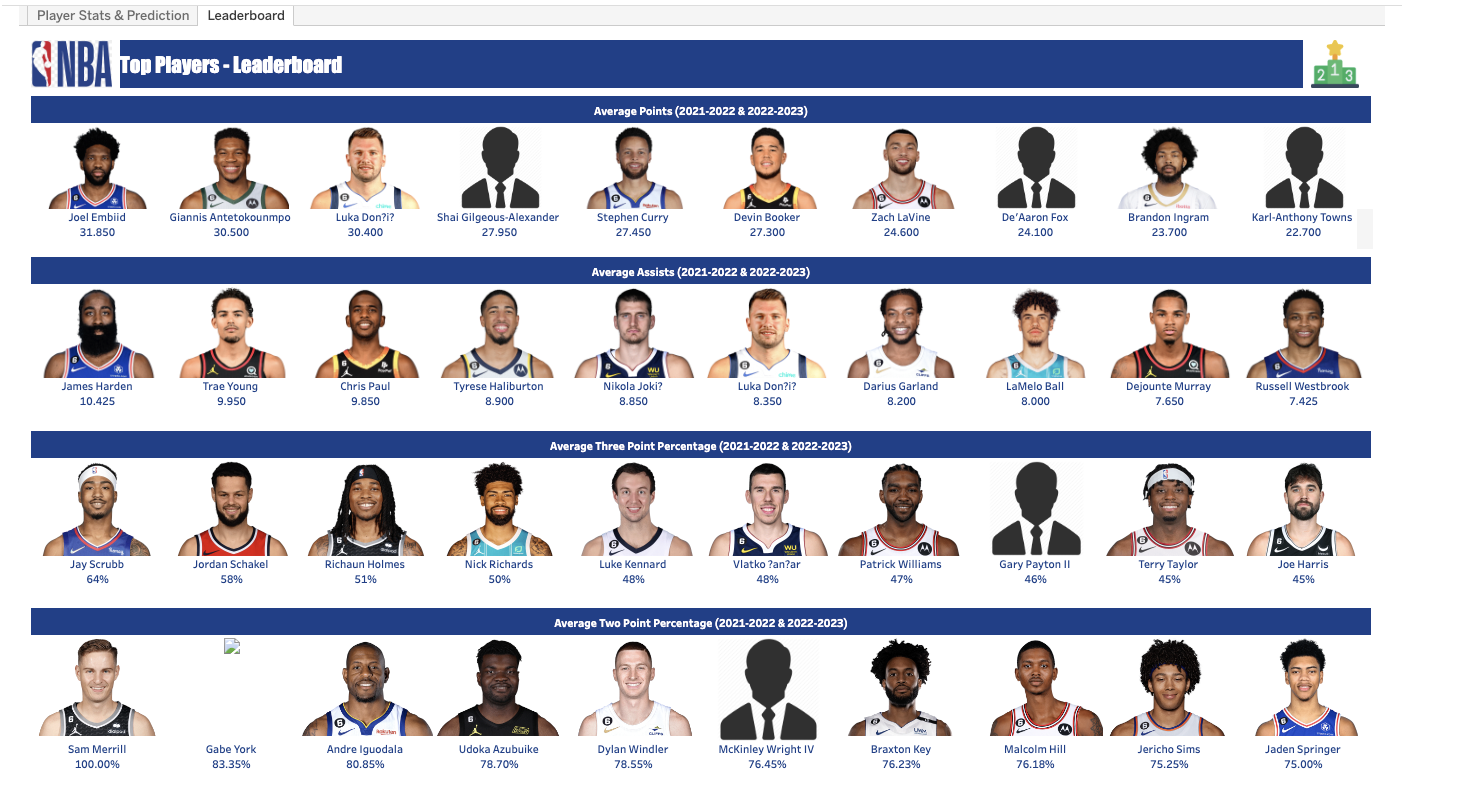 Player Stats & Prediction Leaderboard
NBA Top Players - Leaderboard
2 1 3
Average Points (2021-2022 & 2022-2023)
Joel Embiid Giannis Antetokounmpo Luka Don?i? Shai Gilgeous-Alexander Stephen Curry Devin Booker Zach LaVine De'Aaron Fox Brandon Ingram Karl-Anthony Towns
31.850 30.500 30.400 27.950 27.450 27.300 24.600 24.100 23.700 22.700
Average Assists (2021-2022 & 2022-2023)
James Harden Trae Young Chris Paul Tyrese Haliburton Nikola Joki? Luka Don?i? Darius Garland LaMelo Ball Dejounte Murray Russell Westbrook
10.425 9.950 9.850 8.900 8.850 8.350 8.200 8.000 7.650 7.425
Average Three Point Percentage (2021-2022 & 2022-2023)
Jay Scrubb Jordan Schakel Richaun Holmes Nick Richards Luke Kennard Vlatko ?an?ar Patrick Williams Gary Payton II Terry Taylor Joe Harris
64% 58% 51% 50% 48% 48% 47% 46% 45% 45%
Average Two Point Percentage (2021-2022 & 2022-2023)
Sam Merrill Gabe York Andre Iguodala Udoka Azubuike Dylan Windler McKinley Wright IV Braxton Key Malcolm Hill Jericho Sims Jaden Springer
100.00% 83.35% 80.85% 78.70% 78.55% 76.45% 76.23% 76.18% 75.25% 75.00%